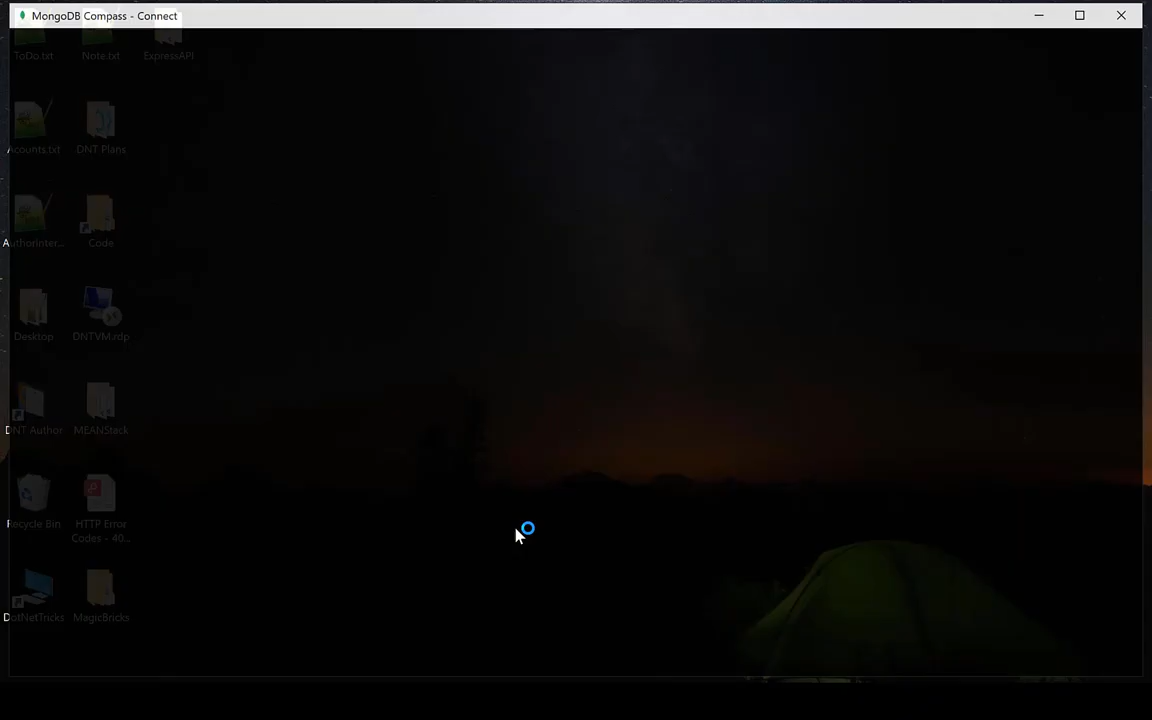 MongoDB Compass - Connect
ToDo.txt
Note.txt
ExpressAPI
Acounts.txt
DNT Plans
AuthorInter...
Code
Desktop
DNTVM.rdp
DNT Author
MEANStack
Recycle Bin
HTTP Error
Codes - 40...
DotNetTricks
MagicBricks